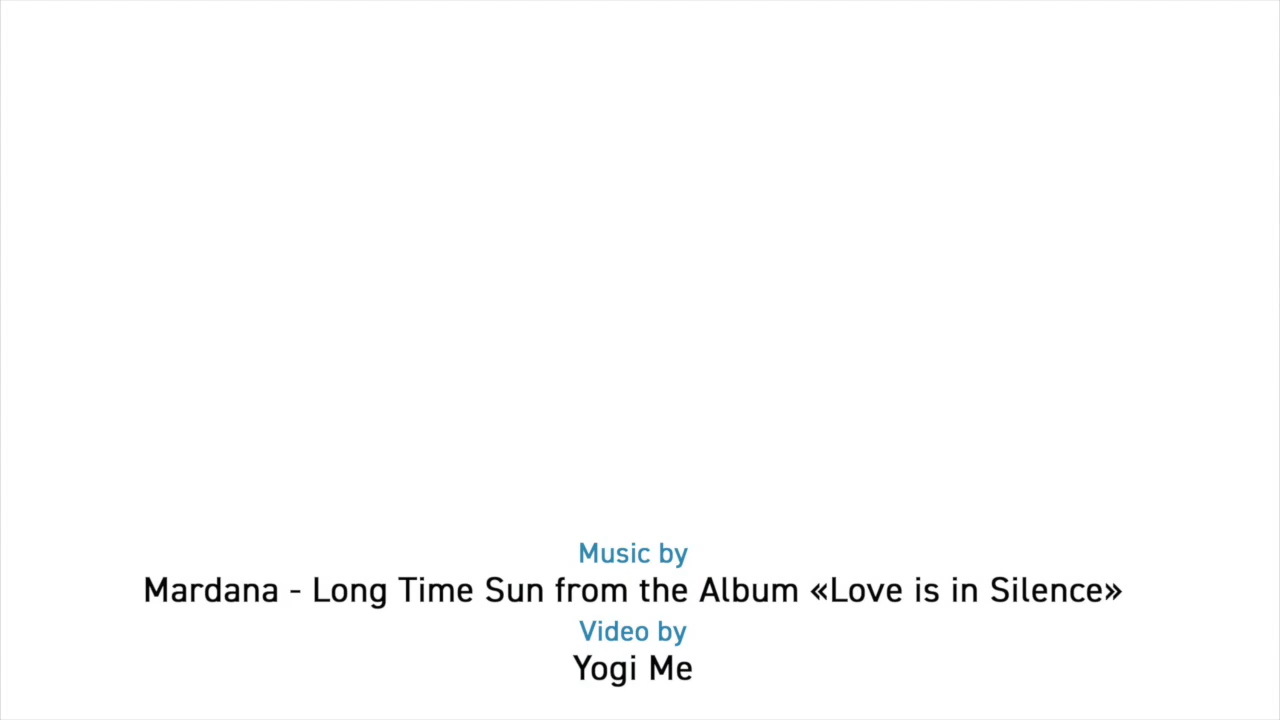 Music by
Mardana - Long Time Sun from the Album «Love is in Silence»
Video by
Yogi Me